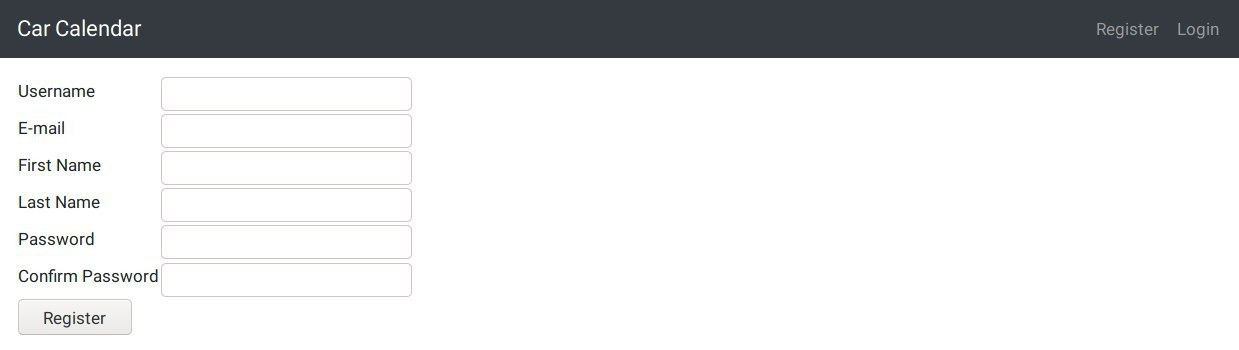 Car Calendar
Register Login
Username
E-mail
First Name
Last Name
Password
Confirm Password
Register